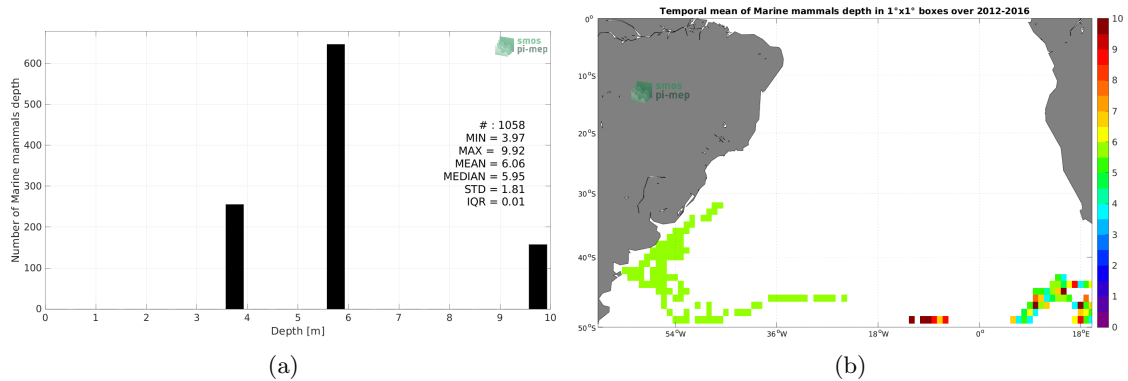 smos
pi-mep
Number of Marine mammals depth
600
500
400
300
200
100
0
# : 1058
MIN = 3.97
MAX = 9.92
MEAN = 6.06
MEDIAN = 5.95
STD = 1.81
IQR = 0.01
0 1 2 3 4 5 6 7 8 9 10
Depth [m]
(a)
Temporal mean of Marine mammals depth in 1°x1° boxes over 2012-2016
smos
pi-mep
0°
10°S
20°S
30°S
40°S
50°S
54°W 36°W 18°W 0° 18°E
10
9
8
7
6
5
4
3
2
1
0
(b)